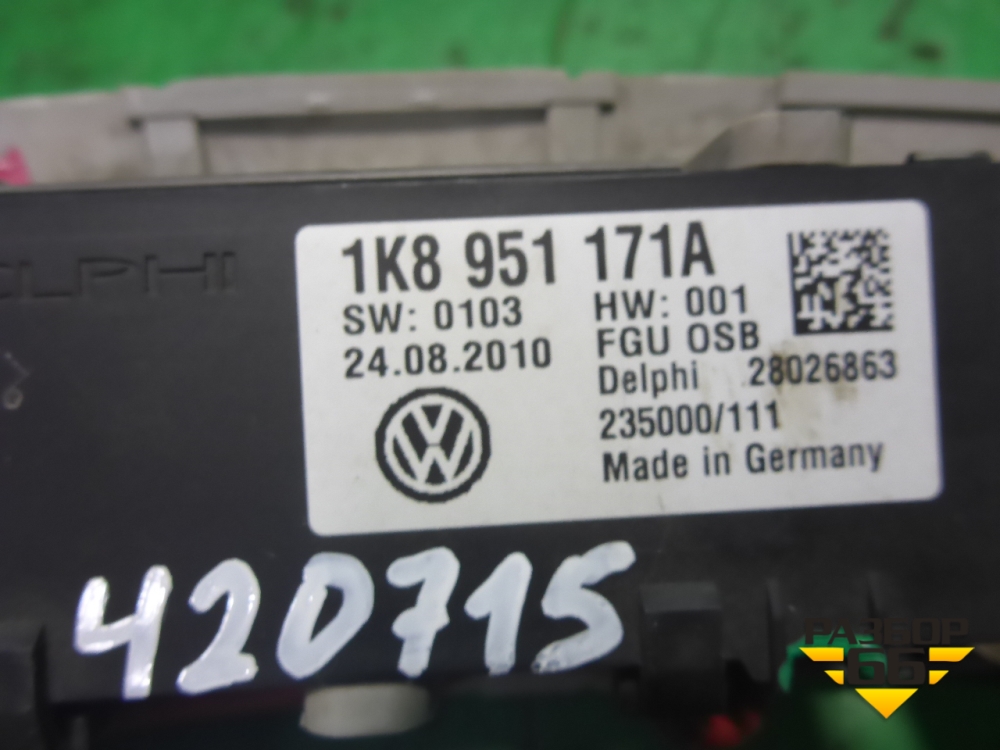 1K8 951 171A
SW: 0103
HW: 001
24.08.2010
FGU OSB
Delphi 28026863
235000/111
Made in Germany
420715
РАЗБОР
66